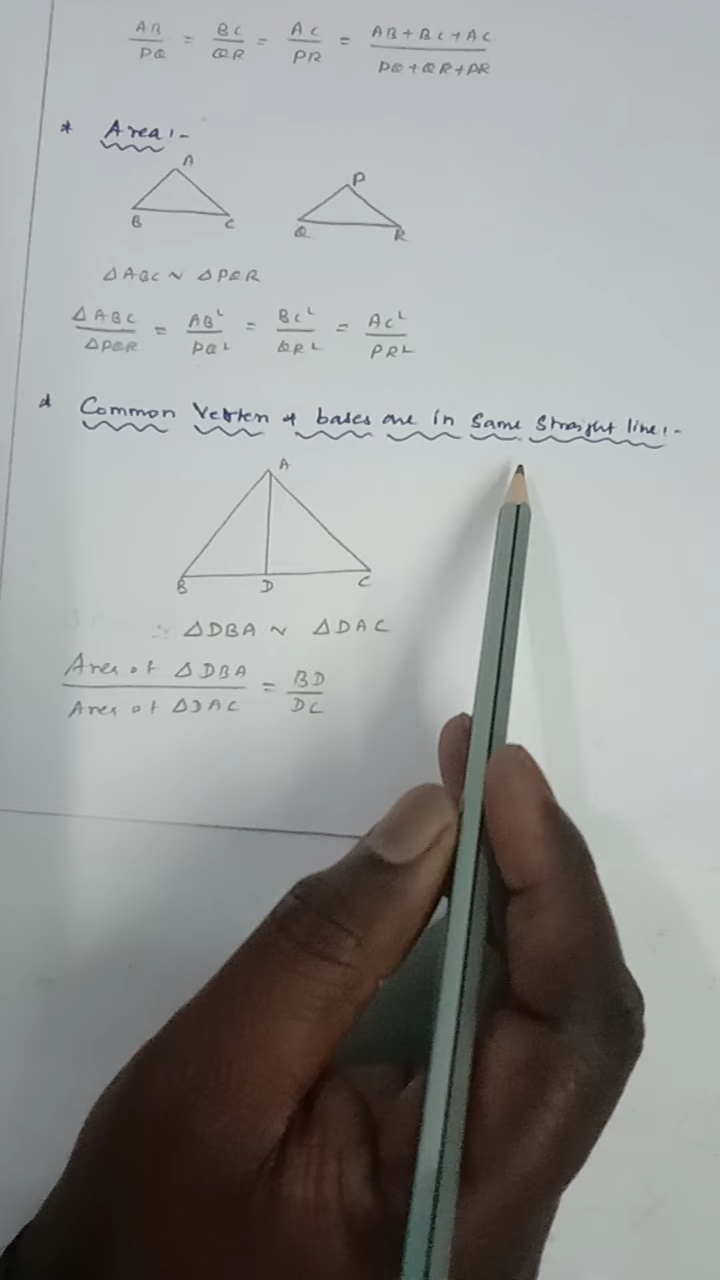 AB/PQ = BC/QR = AC/PR = AB+BC+AC/PQ+QR+PR
* Area:-
A
P
B C
Q R
ΔABC ~ ΔPQR
ΔABC/ΔPQR = AB²/PQ² = BC²/QR² = AC²/PR²
* Common Vertex & bases are in same straight line:-
A
B D C
ΔDBA ~ ΔDAC
Area of ΔDBA/Area of ΔDAC = BD/DC